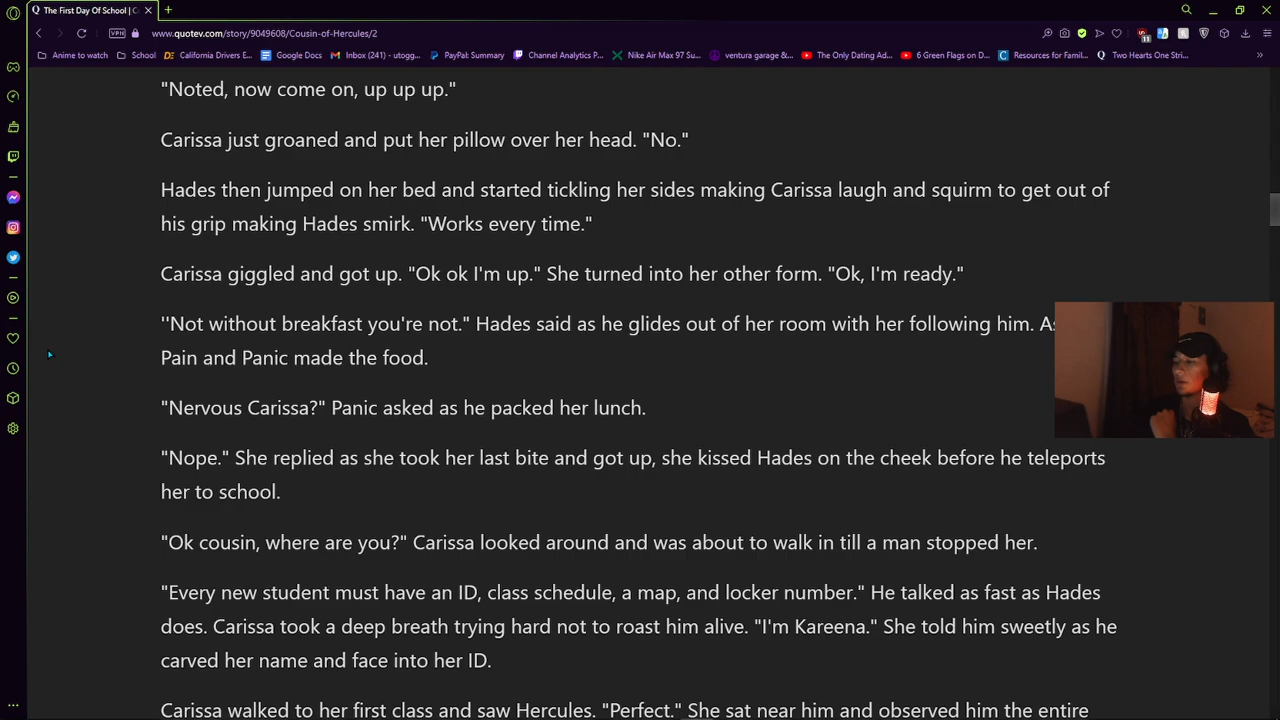 The First Day Of School | C
www.quotev.com/story/9049608/Cousin-of-Hercules/2
VPN
Anime to watch
School
California Drivers E...
Google Docs
Inbox (241) - utogg...
PayPal: Summary
Channel Analytics f...
Nike Air Max 97 Su...
ventura garage &...
The Only Dating Ad...
6 Green Flags on D...
Resources for Famil...
Two Hearts One Stri...
"Noted, now come on, up up up."
Carissa just groaned and put her pillow over her head. "No."
Hades then jumped on her bed and started tickling her sides making Carissa laugh and squirm to get out of
his grip making Hades smirk. "Works every time."
Carissa giggled and got up. "Ok ok I'm up." She turned into her other form. "Ok, I'm ready."
''Not without breakfast you're not." Hades said as he glides out of her room with her following him. As
Pain and Panic made the food.
"Nervous Carissa?" Panic asked as he packed her lunch.
"Nope." She replied as she took her last bite and got up, she kissed Hades on the cheek before he teleports
her to school.
"Ok cousin, where are you?" Carissa looked around and was about to walk in till a man stopped her.
"Every new student must have an ID, class schedule, a map, and locker number." He talked as fast as Hades
does. Carissa took a deep breath trying hard not to roast him alive. "I'm Kareena." She told him sweetly as he
carved her name and face into her ID.
Carissa walked to her first class and saw Hercules. "Perfect." She sat near him and observed him the entire